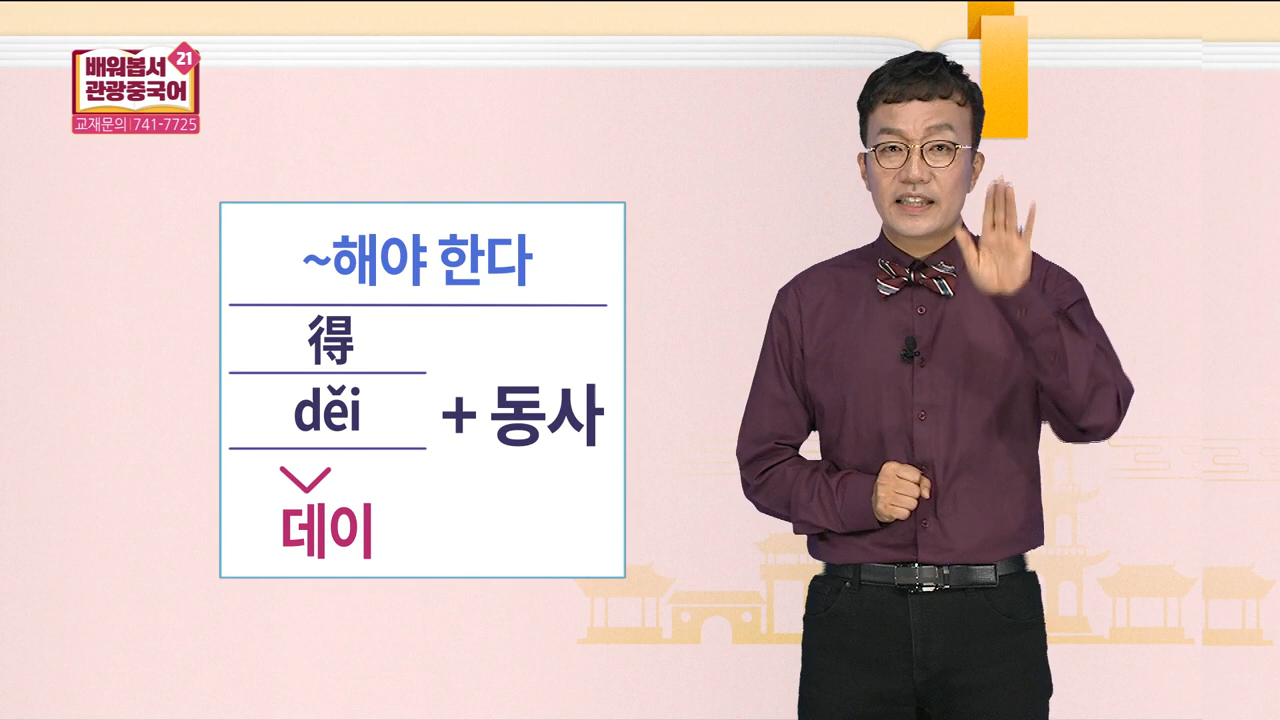 배워봅서 21
관광중국어
교재문의 | 741-7725
~해야 한다
得
děi
+ 동사
데이